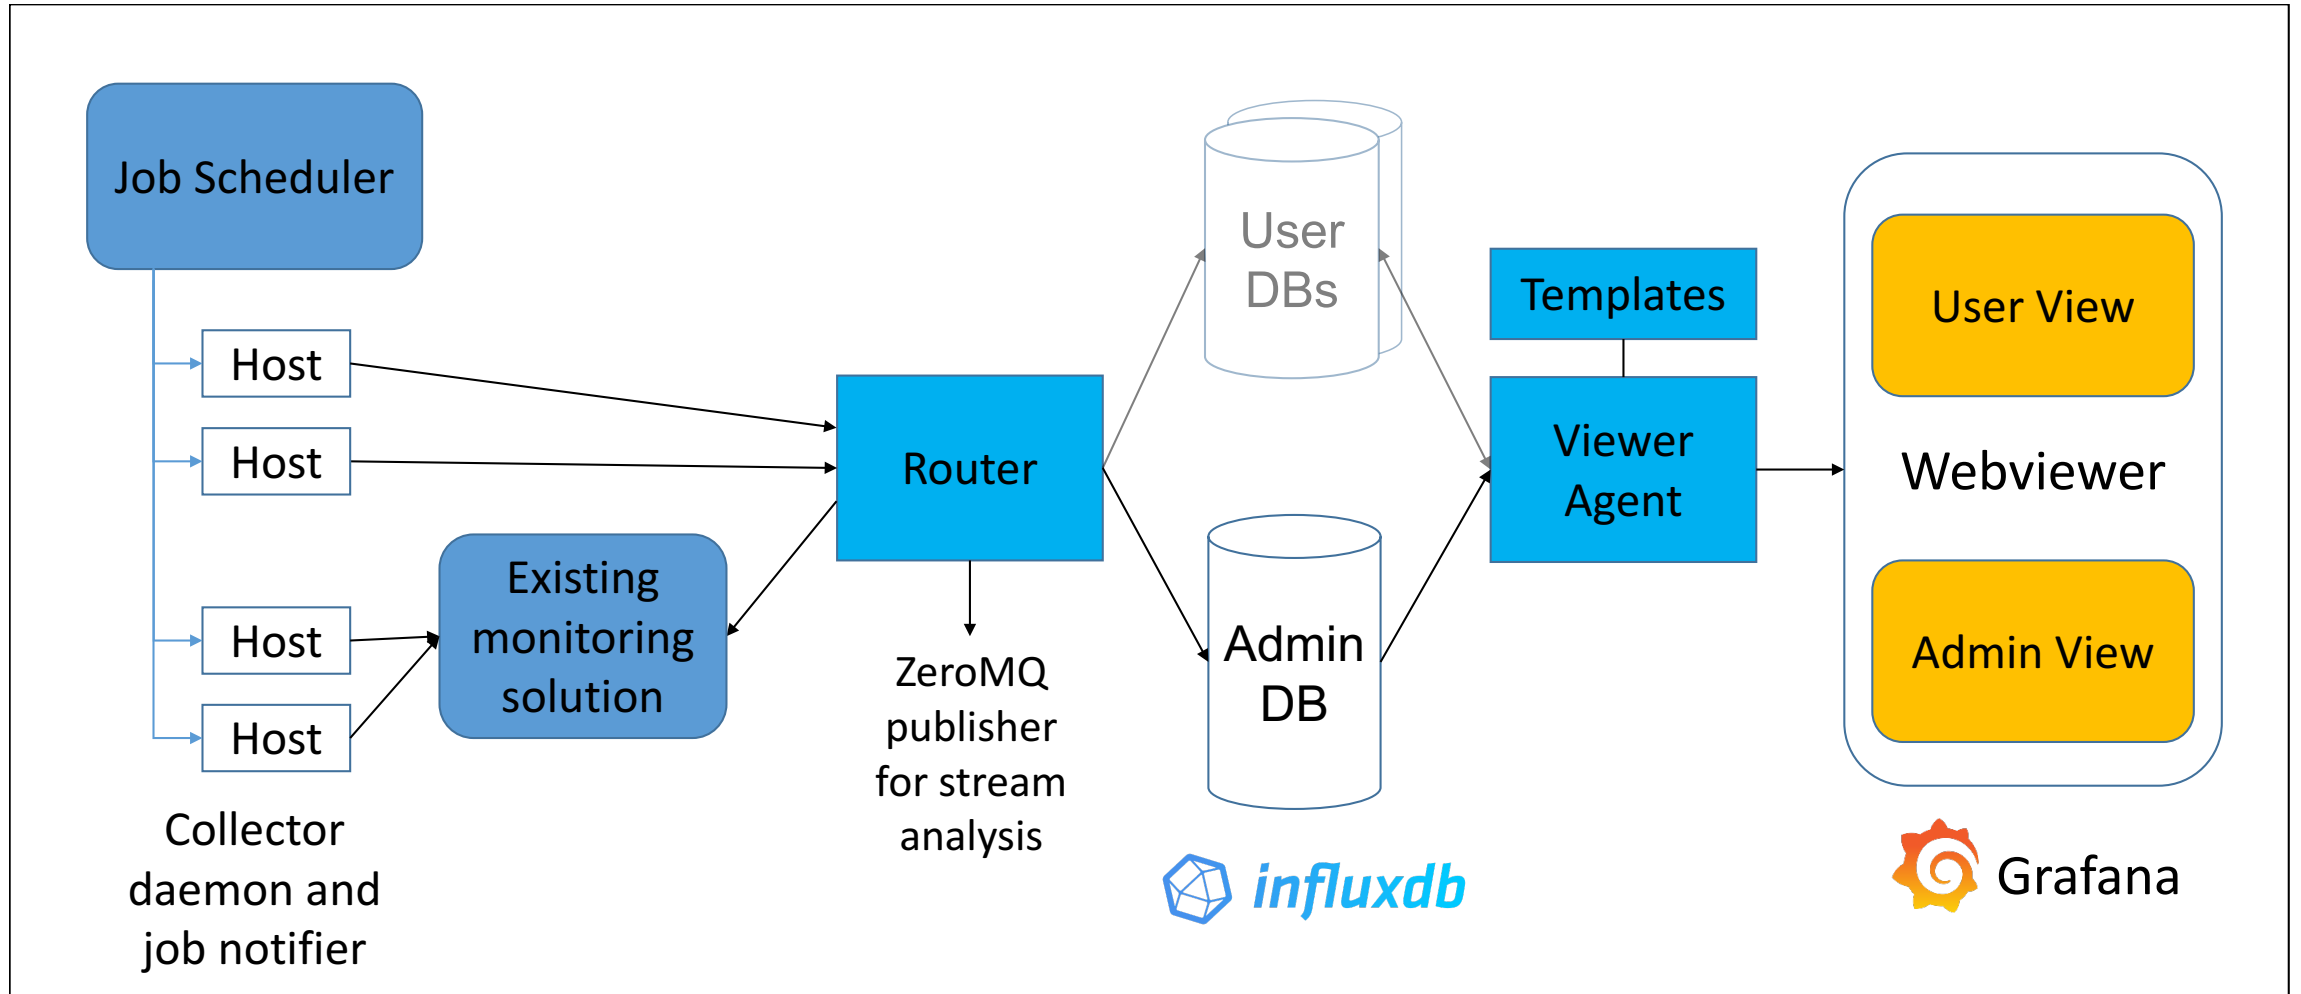 Job Scheduler
Host
Host
Host
Host
Collector
daemon and
job notifier
Existing
monitoring
solution
Router
ZeroMQ
publisher
for stream
analysis
User
DBs
Admin
DB
influxdb
Templates
Viewer
Agent
User View
Webviewer
Admin View
Grafana